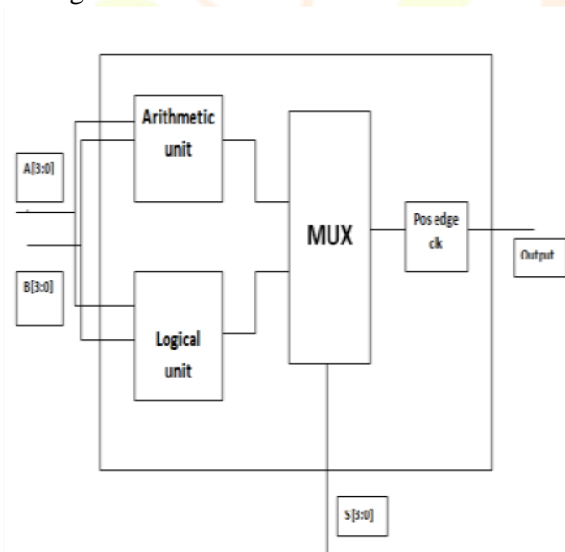 Arithmetic
unit
A[3:0]
MUX
Pos edge
clk
Output
B[3:0]
Logical
unit
S[3:0]